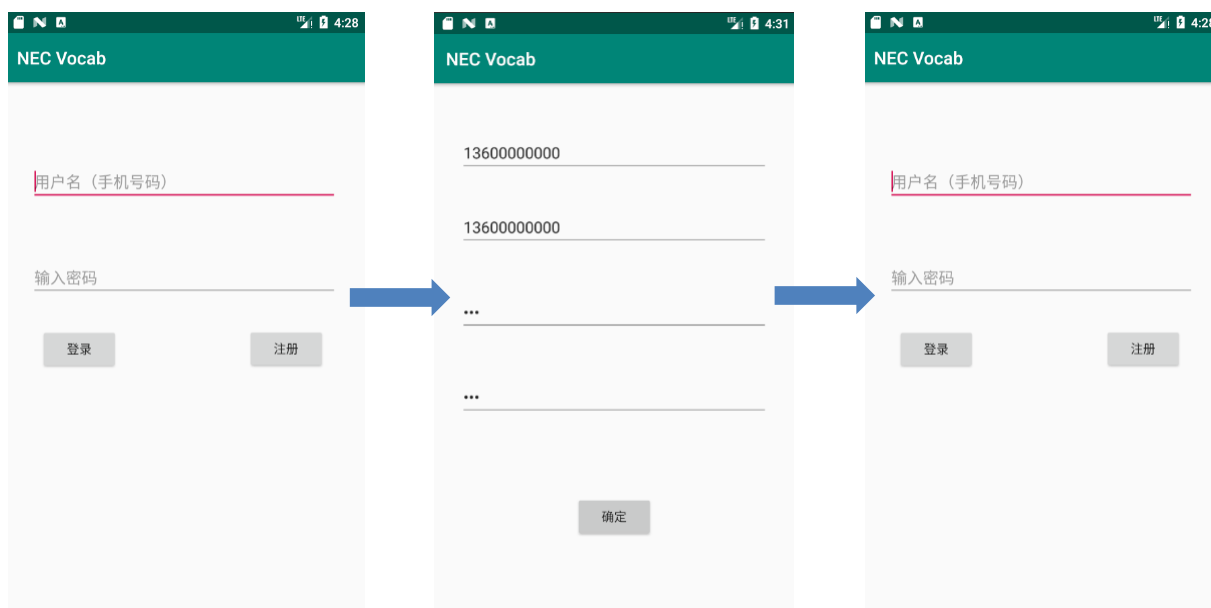 4:28
NEC Vocab
用户名（手机号码）
输入密码
登录 注册
4:31
NEC Vocab
13600000000
13600000000
•••
•••
确定
4:28
NEC Vocab
用户名（手机号码）
输入密码
登录 注册